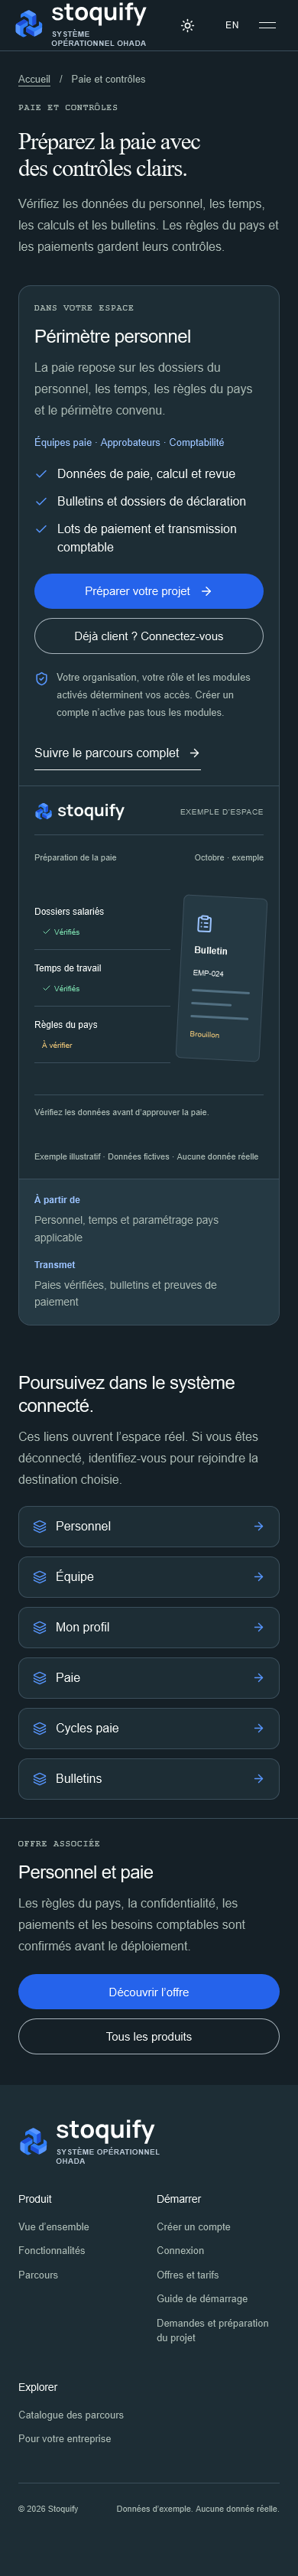 stoquify
SYSTÈME
OPÉRATIONNEL OHADA
EN
Accueil / Paie et contrôles
PAIE ET CONTRÔLES
Préparez la paie avec
des contrôles clairs.
Vérifiez les données du personnel, les temps,
les calculs et les bulletins. Les règles du pays et
les paiements gardent leurs contrôles.
DANS VOTRE ESPACE
Périmètre personnel
La paie repose sur les dossiers du
personnel, les temps, les règles du pays
et le périmètre convenu.
Équipes paie · Approbateurs · Comptabilité
Données de paie, calcul et revue
Bulletins et dossiers de déclaration
Lots de paiement et transmission
comptable
Préparer votre projet
Déjà client ? Connectez-vous
Votre organisation, votre rôle et les modules
activés déterminent vos accès. Créer un
compte n’active pas tous les modules.
Suivre le parcours complet
stoquify EXEMPLE D'ESPACE
Préparation de la paie Octobre · exemple
Dossiers salariés
Vérifiés
Temps de travail
Vérifiés
Règles du pays
À vérifier
Bulletin
EMP-024
Brouillon
Vérifiez les données avant d’approuver la paie.
Exemple illustratif · Données fictives · Aucune donnée réelle
À partir de
Personnel, temps et paramétrage pays
applicable
Transmet
Paies vérifiées, bulletins et preuves de
paiement
Poursuivez dans le système
connecté.
Ces liens ouvrent l’espace réel. Si vous êtes
déconnecté, identifiez-vous pour rejoindre la
destination choisie.
Personnel
Équipe
Mon profil
Paie
Cycles paie
Bulletins
OFFRE ASSOCIÉE
Personnel et paie
Les règles du pays, la confidentialité, les
paiements et les besoins comptables sont
confirmés avant le déploiement.
Découvrir l’offre
Tous les produits
stoquify
SYSTÈME OPÉRATIONNEL
OHADA
Produit
Vue d’ensemble
Fonctionnalités
Parcours
Démarrer
Créer un compte
Connexion
Offres et tarifs
Guide de démarrage
Demandes et préparation
du projet
Explorer
Catalogue des parcours
Pour votre entreprise
© 2026 Stoquify Données d’exemple. Aucune donnée réelle.